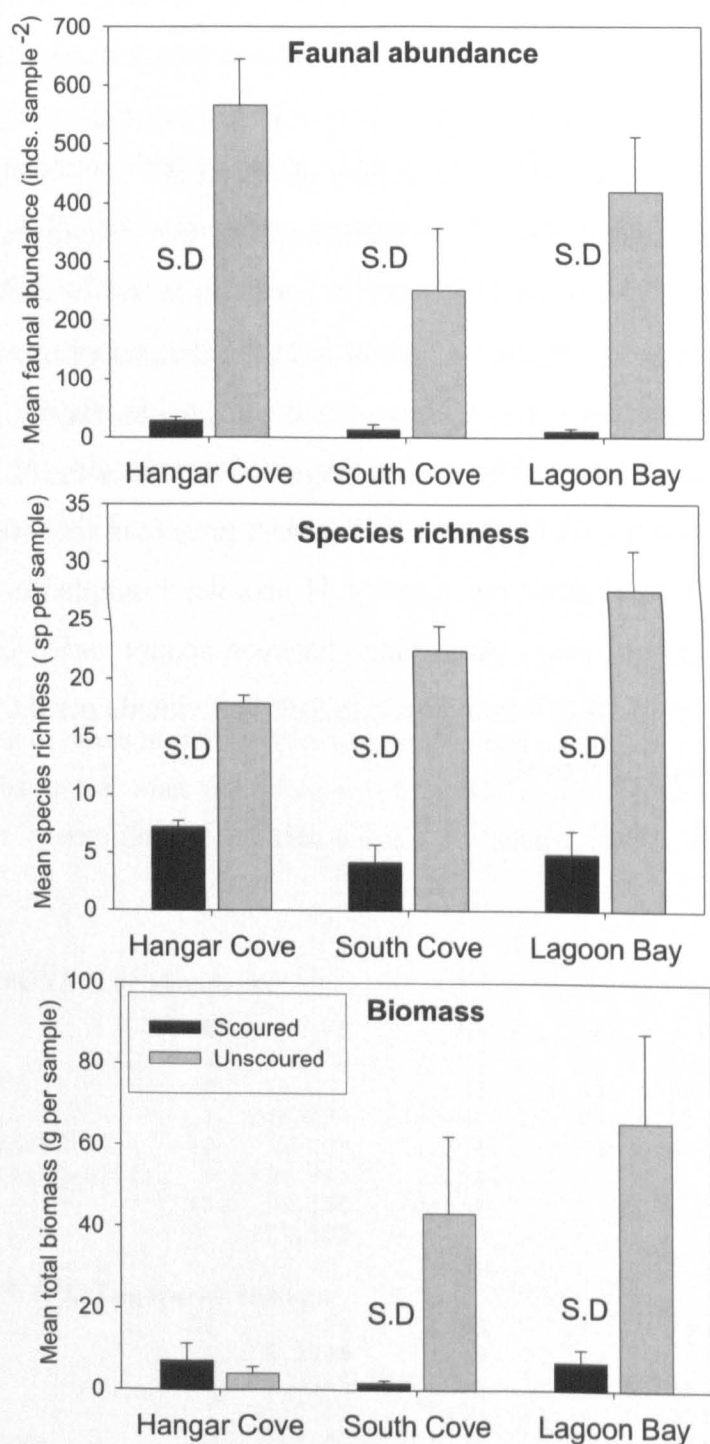 Faunal abundance
Mean faunal abundance (inds. sample -2)
700
600
500
400
300
200
100
0
S.D
S.D
S.D
Hangar Cove South Cove Lagoon Bay
Species richness
Mean species richness ( sp per sample)
35
30
25
20
15
10
5
0
S.D
S.D
S.D
Hangar Cove South Cove Lagoon Bay
Biomass
Mean total biomass (g per sample)
100
80
60
40
20
0
Scoured
Unscoured
S.D
S.D
Hangar Cove South Cove Lagoon Bay